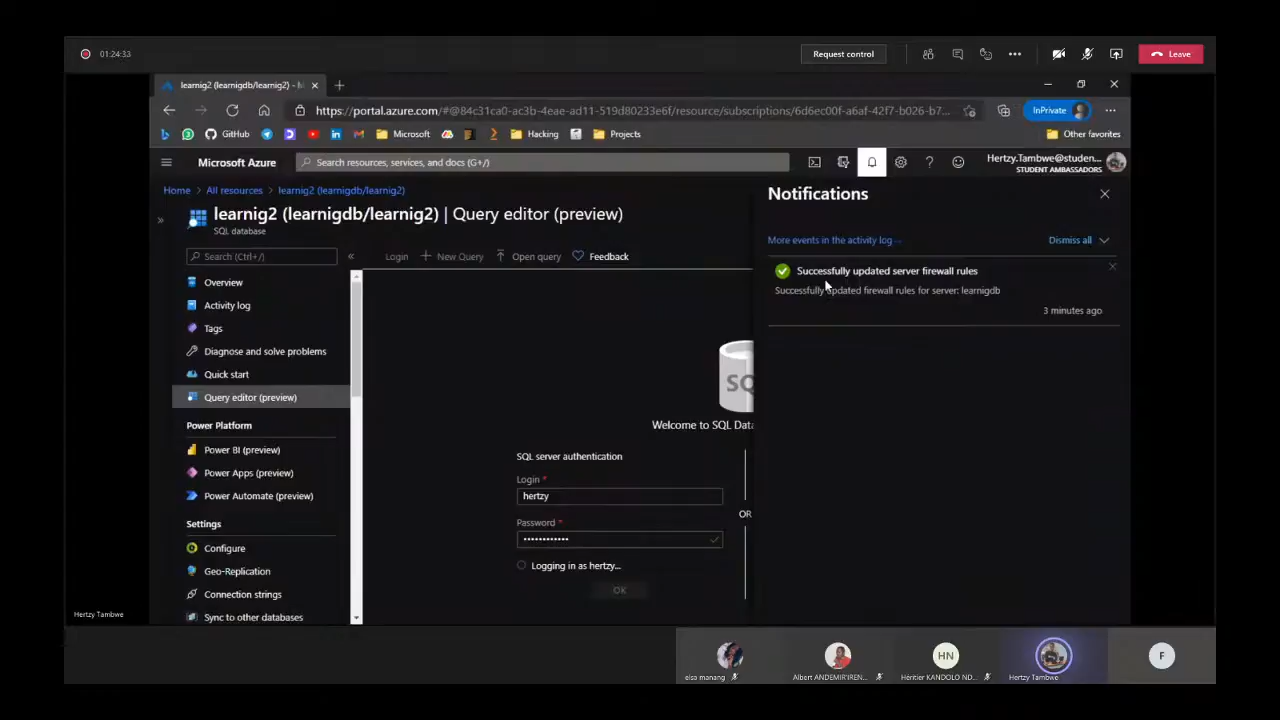 01:24:33
Request control
Leave
learnig2 (learnigdb/learnig2) - M
https://portal.azure.com/#@84c31ca0-ac3b-4eae-ad11-519d80233e6f/resource/subscriptions/6d6ec00f-a6af-42f7-b026-b7...
InPrivate
GitHub
Microsoft
Hacking
Projects
Other favorites
Microsoft Azure
Search resources, services, and docs (G+/)
Hertzy.Tambwe@studen...
STUDENT AMBASSADORS
Home > All resources > learnig2 (learnigdb/learnig2)
learnig2 (learnigdb/learnig2) | Query editor (preview)
SQL database
Search (Ctrl+/)
Login
New Query
Open query
Feedback
Overview
Activity log
Tags
Diagnose and solve problems
Quick start
Query editor (preview)
Power Platform
Power BI (preview)
Power Apps (preview)
Power Automate (preview)
Settings
Configure
Geo-Replication
Connection strings
Sync to other databases
SQ
Welcome to SQL Data
SQL server authentication
Login *
hertzy
Password *
••••••••••••
Logging in as hertzy...
OK
OR
Notifications
More events in the activity log →
Dismiss all
Successfully updated server firewall rules
Successfully updated firewall rules for server: learnigdb
3 minutes ago
Hertzy Tambwe
elsa manang
Albert ANDEMIR'IREN...
HN
Héritier KANDOLO ND...
Hertzy Tambwe
F